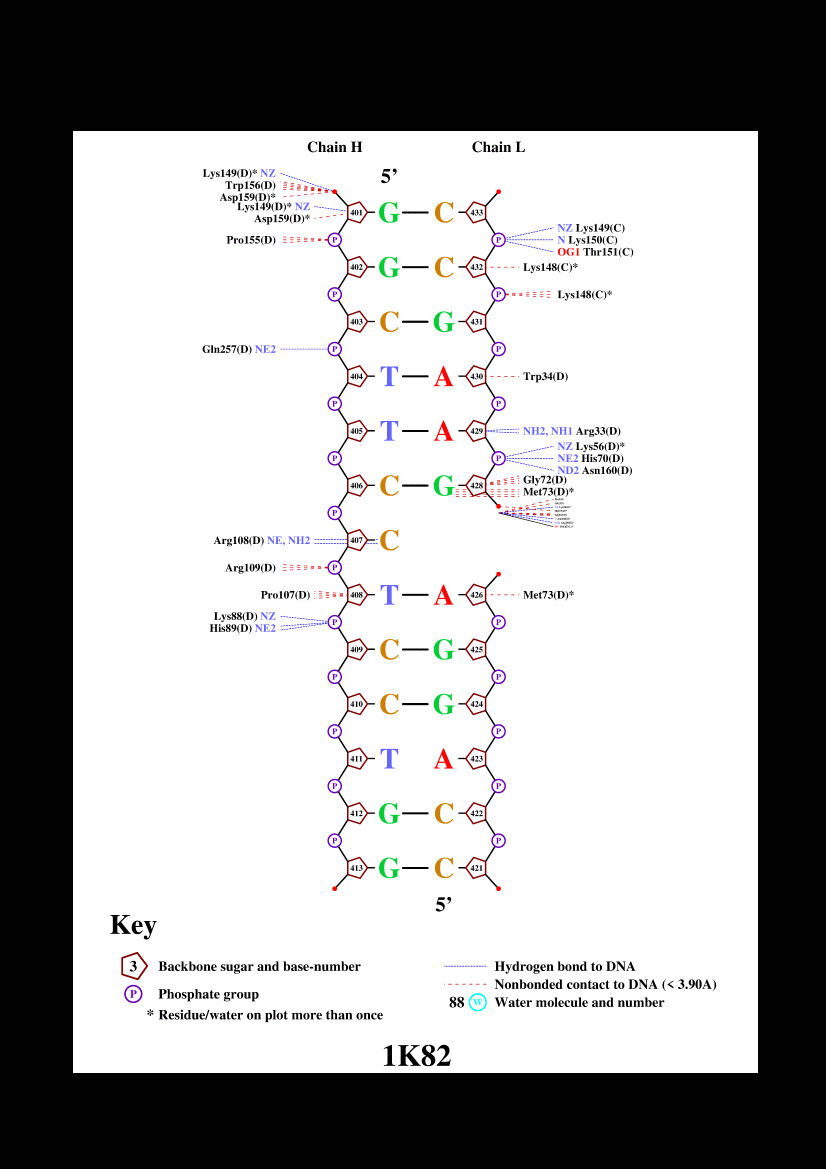 Chain H Chain L
5’
Lys149(D)* NZ
Trp156(D)
Asp159(D)*
Lys149(D)* NZ
Asp159(D)*
401 G C 433
Pro155(D) P P NZ Lys149(C)
N Lys150(C)
OG1 Thr151(C)
402 G C 432 Lys148(C)*
P P Lys148(C)*
403 C G 431
Gln257(D) NE2 P P
404 T A 430 Trp34(D)
P P
405 T A 429 NH2, NH1 Arg33(D)
P P NZ Lys56(D)*
NE2 His70(D)
ND2 Asn160(D)
406 C G 428 Gly72(D)
Met73(D)*
P
Arg108(D) NE, NH2 407 C
Arg109(D) P
Pro107(D) 408 T A 426 Met73(D)*
Lys88(D) NZ P P
His89(D) NE2
409 C G 425
P P
410 C G 424
P P
411 T A 423
P P
412 G C 422
P P
413 G C 421
5’
Key
3 Backbone sugar and base-number
P Phosphate group
* Residue/water on plot more than once
Hydrogen bond to DNA
Nonbonded contact to DNA (< 3.90A)
88 W Water molecule and number
1K82